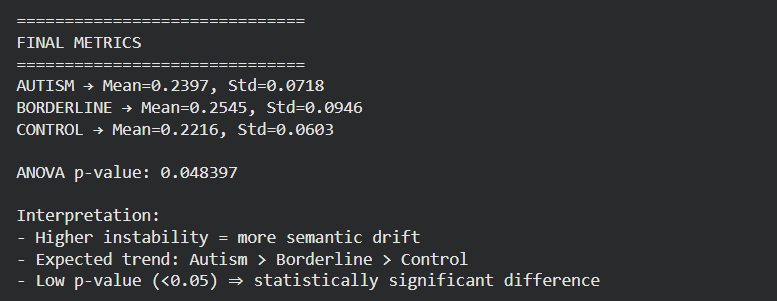 ==============================
FINAL METRICS
==============================
AUTISM → Mean=0.2397, Std=0.0718
BORDERLINE → Mean=0.2545, Std=0.0946
CONTROL → Mean=0.2216, Std=0.0603
ANOVA p-value: 0.048397
Interpretation:
- Higher instability = more semantic drift
- Expected trend: Autism > Borderline > Control
- Low p-value (<0.05) ⇒ statistically significant difference